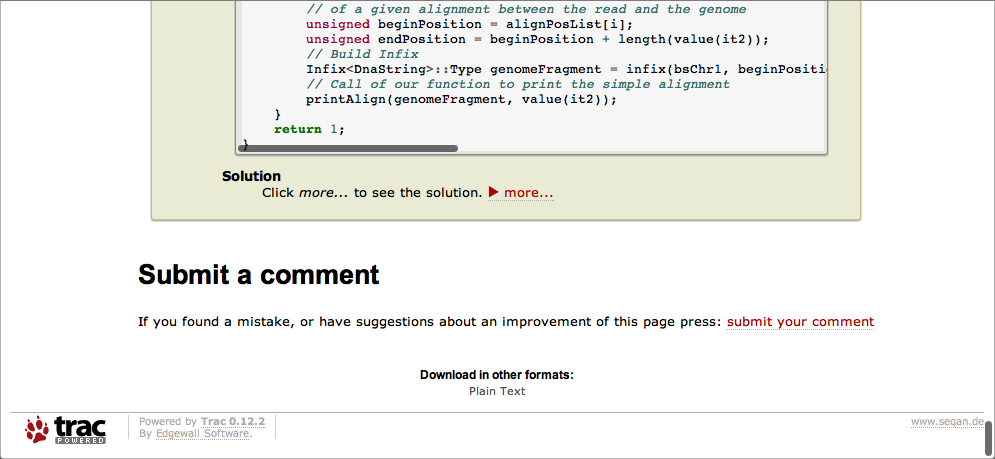 // of a given alignment between the read and the genome
unsigned beginPosition = alignPosList[i];
unsigned endPosition = beginPosition + length(value(it2));
// Build Infix
Infix<DnaString>::Type genomeFragment = infix(bsChr1, beginPositi
// Call of our function to print the simple alignment
printAlign(genomeFragment, value(it2));
}
return 1;
}
Solution
Click more... to see the solution. ▶ more...
Submit a comment
If you found a mistake, or have suggestions about an improvement of this page press: submit your comment
Download in other formats:
Plain Text
trac
POWERED
Powered by Trac 0.12.2
By Edgewall Software.
www.seqan.de